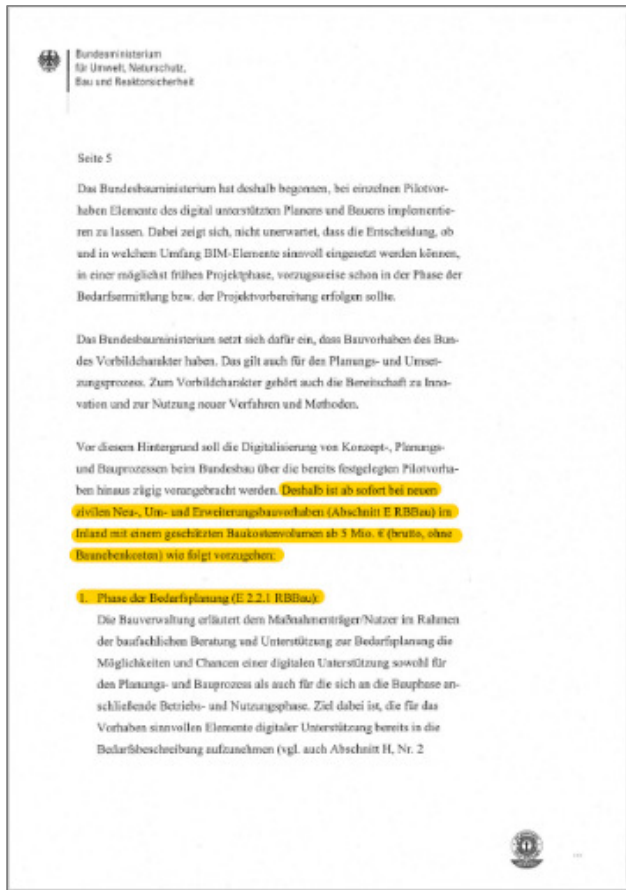 Bundesministerium
für Umwelt, Naturschutz,
Bau und Reaktorsicherheit
Seite 5
Das Bundesbauministerium hat deshalb begonnen, bei einzelnen Pilotvor-
haben Elemente des digital unterstützten Planens und Bauens implementie-
ren zu lassen. Dabei zeigt sich, nicht unerwartet, dass die Entscheidung, ob
und in welchem Umfang BIM-Elemente sinnvoll eingesetzt werden können,
in einer möglichst frühen Projektphase, vorzugsweise schon in der Phase der
Bedarfsermittlung bzw. der Projektvorbereitung erfolgen sollte.
Das Bundesbauministerium setzt sich dafür ein, dass Bauvorhaben des Bun-
des Vorbildcharakter haben. Das gilt auch für den Planungs- und Umset-
zungsprozess. Zum Vorbildcharakter gehört auch die Bereitschaft zu Inno-
vation und zur Nutzung neuer Verfahren und Methoden.
Vor diesem Hintergrund soll die Digitalisierung von Konzept-, Planungs-
und Bauprozessen beim Bundesbau über die bereits festgelegten Pilotvorha-
ben hinaus zügig vorangebracht werden. Deshalb ist ab sofort bei neuen
zivilen Neu-, Um- und Erweiterungsbauvorhaben (Abschnitt E RBBau) im
Inland mit einem geschätzten Baukostenvolumen ab 5 Mio. € (brutto, ohne
Baunebenkosten) wie folgt vorzugehen:
1. Phase der Bedarfsplanung (E 2.2.1 RBBau):
Die Bauverwaltung erläutert dem Maßnahmenträger/Nutzer im Rahmen
der baufachlichen Beratung und Unterstützung zur Bedarfsplanung die
Möglichkeiten und Chancen einer digitalen Unterstützung sowohl für
den Planungs- und Bauprozess als auch für die sich an die Bauphase an-
schließende Betriebs- und Nutzungsphase. Ziel dabei ist, die für das
Vorhaben sinnvollen Elemente digitaler Unterstützung bereits in die
Bedarfsbeschreibung aufzunehmen (vgl. auch Abschnitt H, Nr. 2